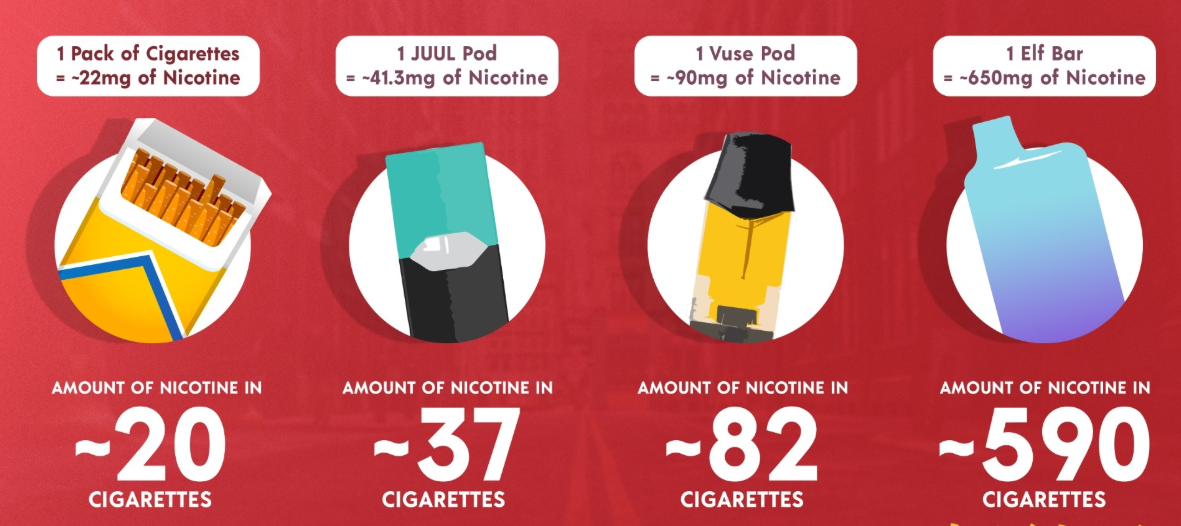 1 Pack of Cigarettes
= ~22mg of Nicotine
AMOUNT OF NICOTINE IN
~20
CIGARETTES
1 JUUL Pod
= ~41.3mg of Nicotine
AMOUNT OF NICOTINE IN
~37
CIGARETTES
1 Vuse Pod
= ~90mg of Nicotine
AMOUNT OF NICOTINE IN
~82
CIGARETTES
1 Elf Bar
= ~650mg of Nicotine
AMOUNT OF NICOTINE IN
~590
CIGARETTES